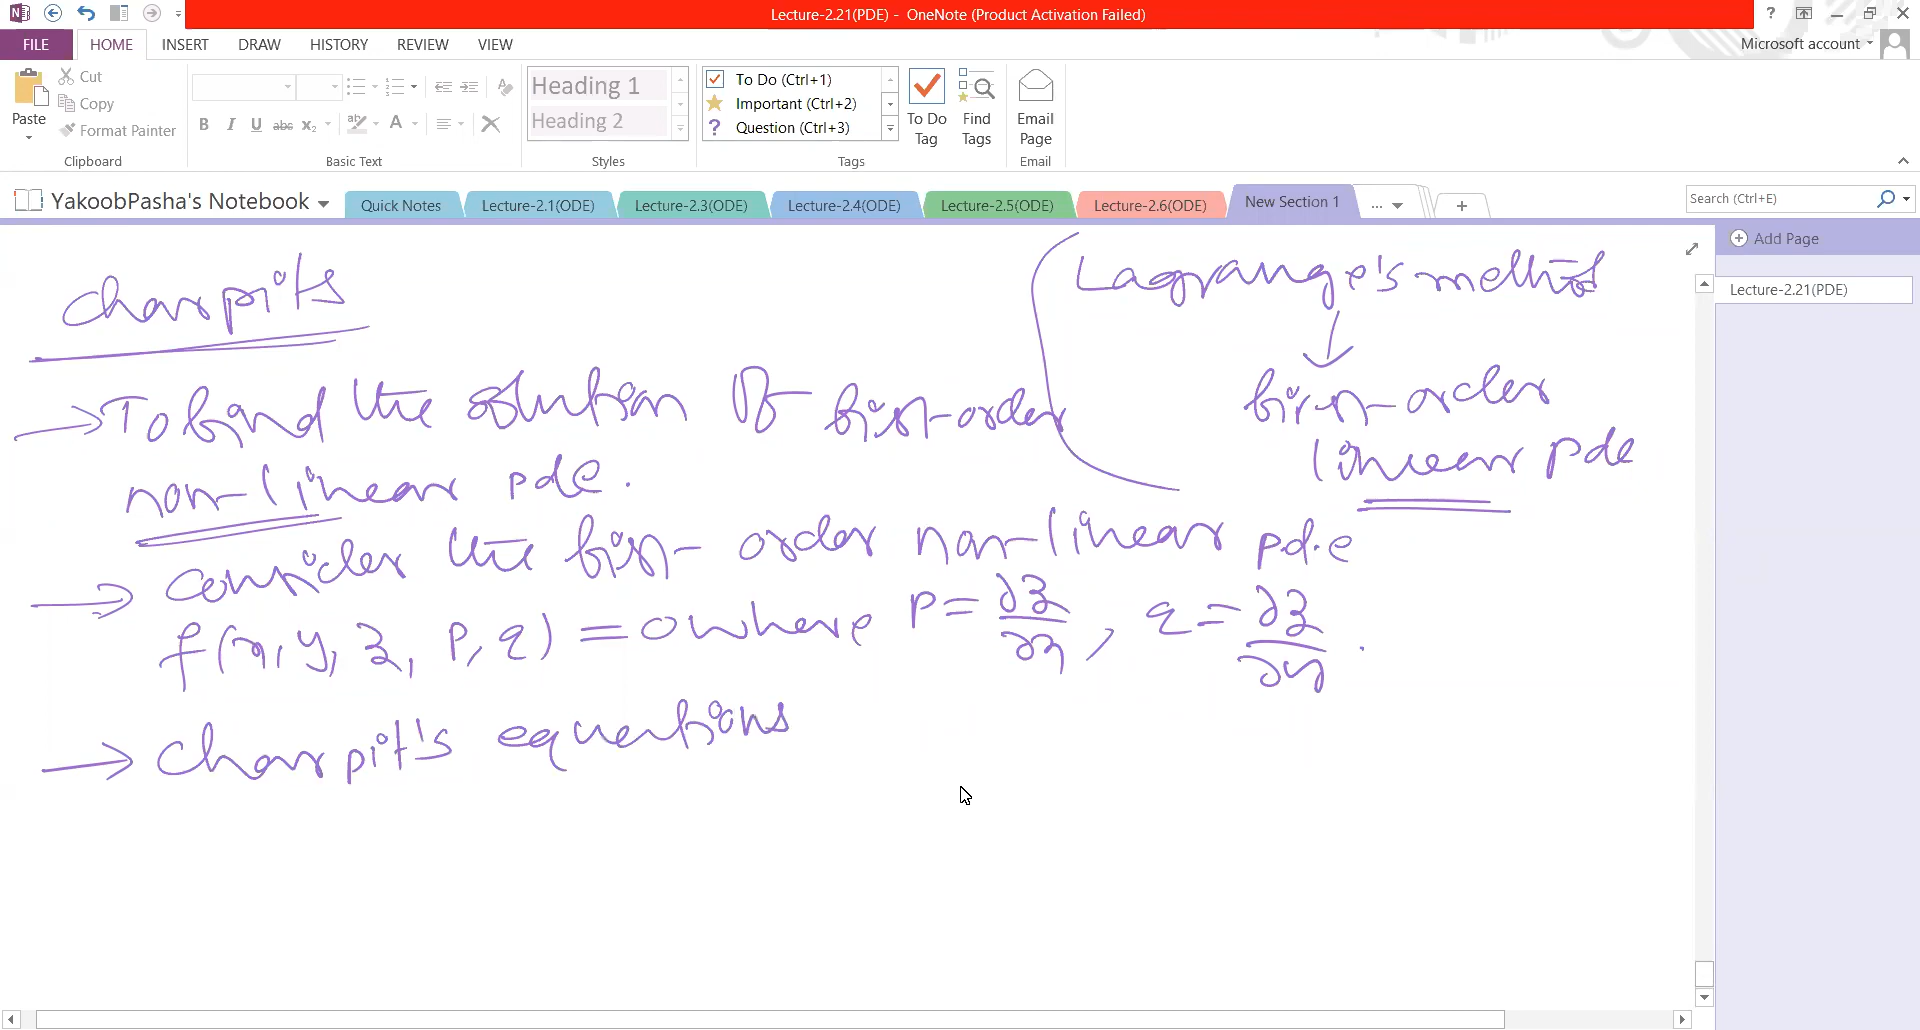 Lecture-2.21(PDE) - OneNote (Product Activation Failed)
?
FILE HOME INSERT DRAW HISTORY REVIEW VIEW
Microsoft account
Paste
Cut
Copy
Format Painter
Clipboard
B I U abc x₂ ab A
Basic Text
Heading 1
Heading 2
Styles
To Do (Ctrl+1)
Important (Ctrl+2)
? Question (Ctrl+3)
To Do Tag
Find Tags
Tags
Email Page
Email
YakoobPasha's Notebook
Quick Notes
Lecture-2.1(ODE)
Lecture-2.3(ODE)
Lecture-2.4(ODE)
Lecture-2.5(ODE)
Lecture-2.6(ODE)
New Section 1
...
+
Search (Ctrl+E)
Add Page
Lecture-2.21(PDE)
Charpits
→ To find the solution of first-order
non-linear pde.
Lagrange's method
↓
first-order
linear pde
→ consider the first-order non-linear p.d.e
f(x, y, z, p, q) = 0 where p = ∂z/∂x, q = ∂z/∂y.
→ Charpit's equations